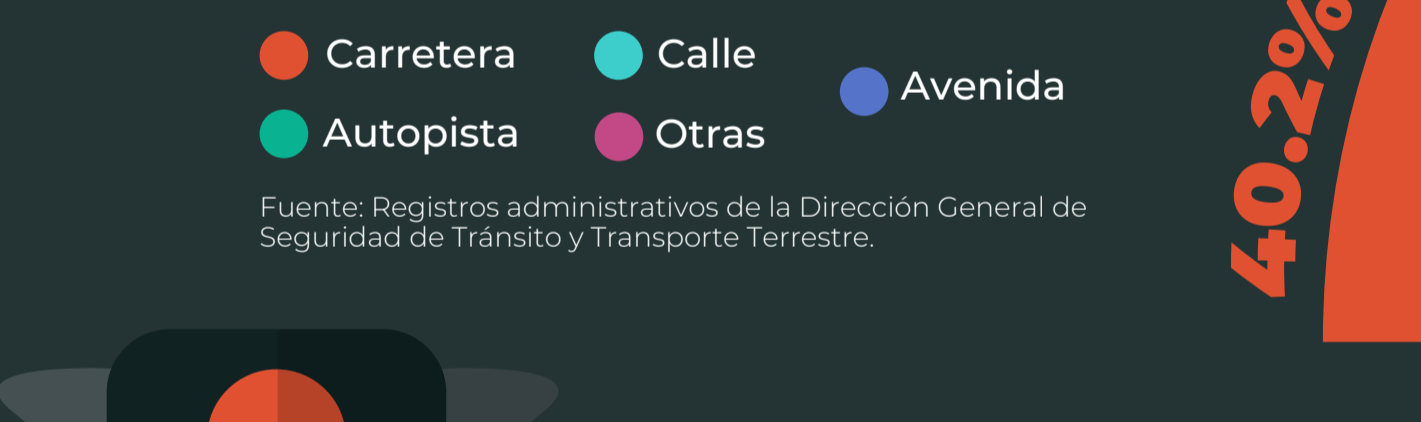 Carretera
Calle
Avenida
Autopista
Otras
Fuente: Registros administrativos de la Dirección General de
Seguridad de Tránsito y Transporte Terrestre.
40.2%